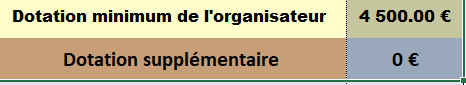 Dotation minimum de l'organisateur 4 500.00 €
Dotation supplémentaire 0 €